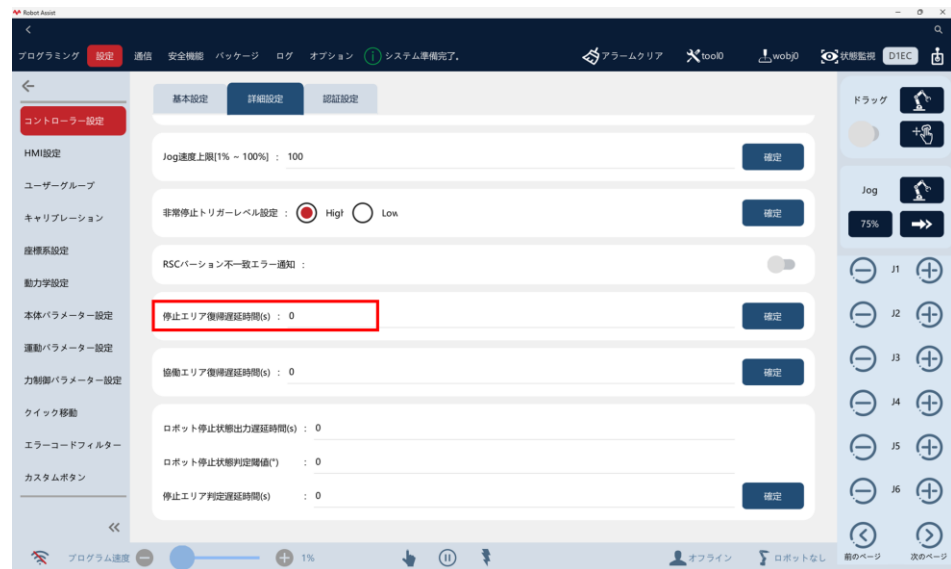 Robot Assist
プログラミング 設定 通信 安全機能 パッケージ ログ オプション システム準備完了。 アラームクリア tool0 wobj0 状態監視 D1EC
基本設定 詳細設定 認証設定
コントローラー設定
HMI設定
ユーザーグループ
キャリブレーション
座標系設定
動力学設定
本体パラメーター設定
運動パラメーター設定
力制御パラメーター設定
クイック移動
エラーコードフィルター
カスタムボタン
Jog速度上限[1% ~ 100%] : 100 確定
非常停止トリガーレベル設定 : High Low 確定
RSCバーション不一致エラー通知 :
停止エリア復帰遅延時間(s) : 0 確定
協働エリア復帰遅延時間(s) : 0 確定
ロボット停止状態出力遅延時間(s) : 0
ロボット停止状態判定閾値(°) : 0
停止エリア判定遅延時間(s) : 0 確定
ドラッグ
Jog
75%
J1
J2
J3
J4
J5
J6
前のページ 次のページ
プログラム速度 1% オフライン ロボットなし